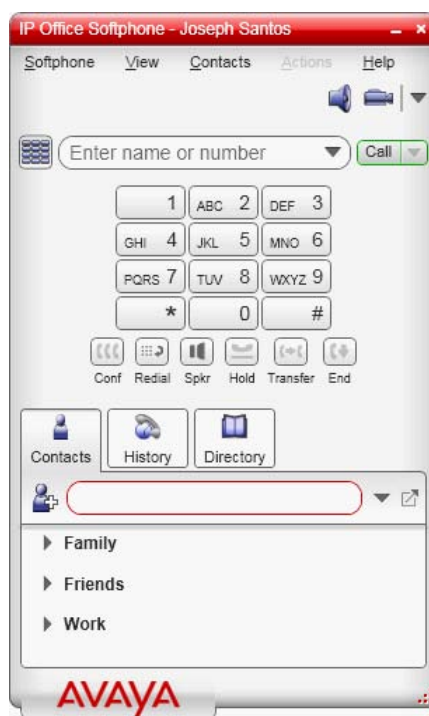 IP Office Softphone - Joseph Santos
Softphone View Contacts Actions Help
Enter name or number Call
1 ABC 2 DEF 3
GHI 4 JKL 5 MNO 6
PQRS 7 TUV 8 WXYZ 9
* 0 #
Conf Redial Spkr Hold Transfer End
Contacts History Directory
Family
Friends
Work
AVAYA